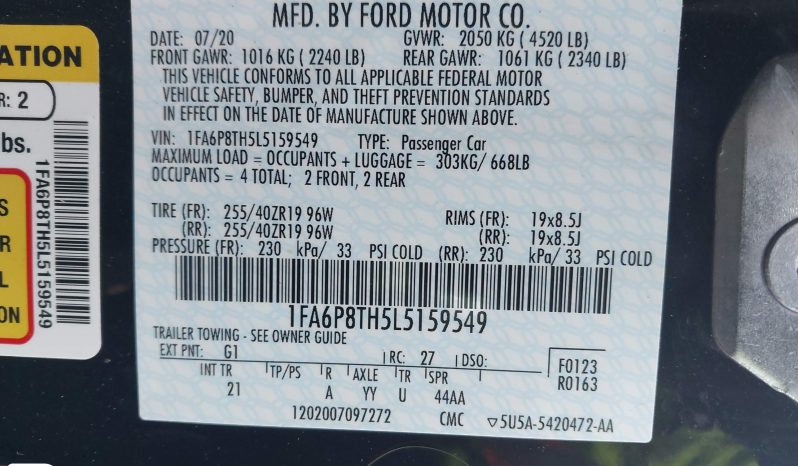 MFD. BY FORD MOTOR CO.
DATE: 07/20 GVWR: 2050 KG ( 4520 LB)
FRONT GAWR: 1016 KG ( 2240 LB) REAR GAWR: 1061 KG ( 2340 LB)
THIS VEHICLE CONFORMS TO ALL APPLICABLE FEDERAL MOTOR
VEHICLE SAFETY, BUMPER, AND THEFT PREVENTION STANDARDS
IN EFFECT ON THE DATE OF MANUFACTURE SHOWN ABOVE.
VIN: 1FA6P8TH5L5159549 TYPE: Passenger Car
MAXIMUM LOAD = OCCUPANTS + LUGGAGE = 303KG/ 668LB
OCCUPANTS = 4 TOTAL; 2 FRONT, 2 REAR
TIRE (FR): 255/40ZR19 96W RIMS (FR): 19x8.5J
(RR): 255/40ZR19 96W (RR): 19x8.5J
PRESSURE (FR): 230 kPa/ 33 PSI COLD (RR): 230 kPa/ 33 PSI COLD
1FA6P8TH5L5159549
TRAILER TOWING - SEE OWNER GUIDE
EXT PNT: G1 RC: 27 DSO: F0123
INT TR TP/PS R AXLE TR SPR R0163
21 A YY U 44AA
1202007097272 CMC ▽5U5A-5420472-AA
ATION
R: 2
bs.
S
R
L
ON
1FA6P8TH5L5159549